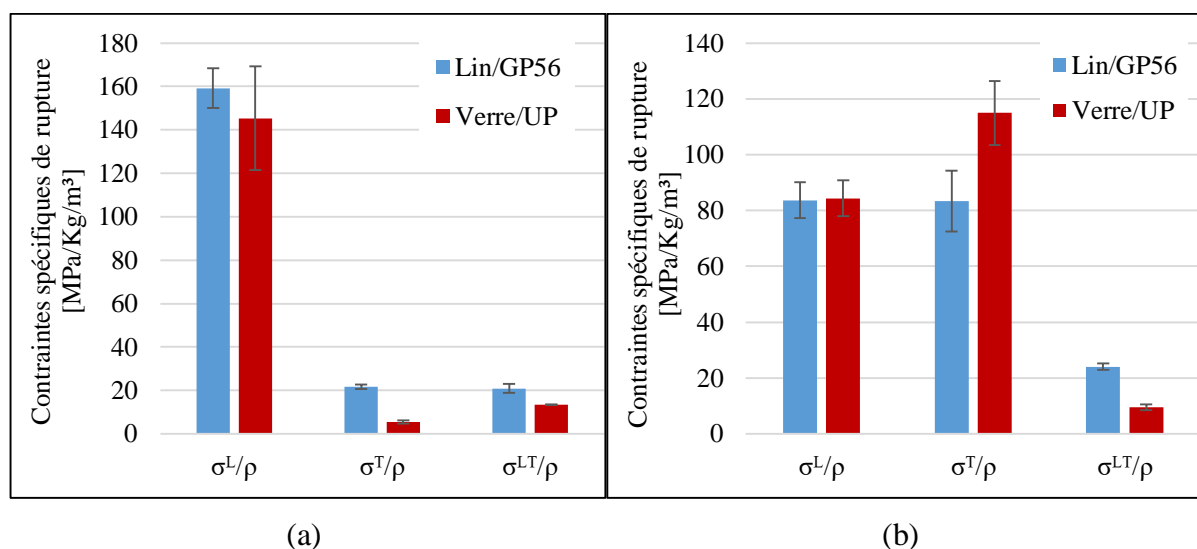 Contraintes spécifiques de rupture
[MPa/Kg/m³]
180
160
140
120
100
80
60
40
20
0
Lin/GP56
Verre/UP
σᴸ/ρ
σᵀ/ρ
σᴸᵀ/ρ
(a)
Contraintes spécifiques de rupture
[MPa/Kg/m³]
140
120
100
80
60
40
20
0
Lin/GP56
Verre/UP
σᴸ/ρ
σᵀ/ρ
σᴸᵀ/ρ
(b)